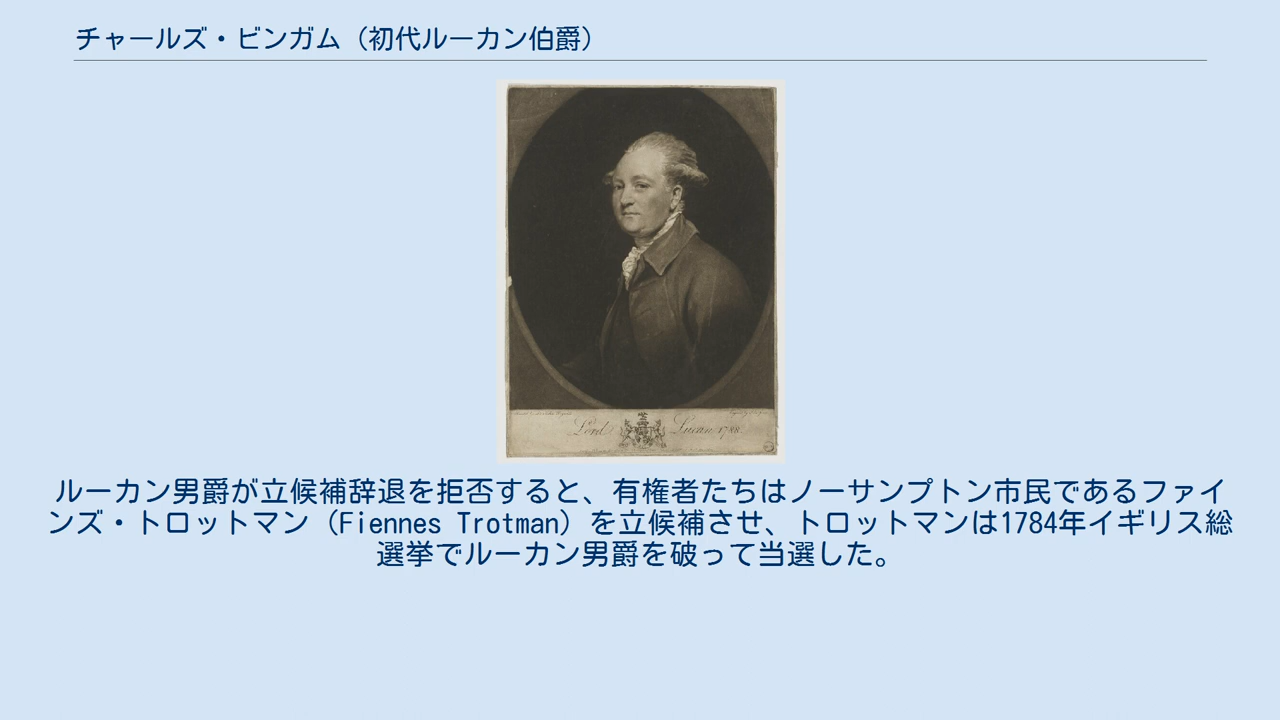 チャールズ・ビンガム（初代ルーカン伯爵）
Lord Lucan 1788
ルーカン男爵が立候補辞退を拒否すると、有権者たちはノーサンプトン市民であるファイ
ンズ・トロットマン（Fiennes Trotman）を立候補させ、トロットマンは1784年イギリス総
選挙でルーカン男爵を破って当選した。